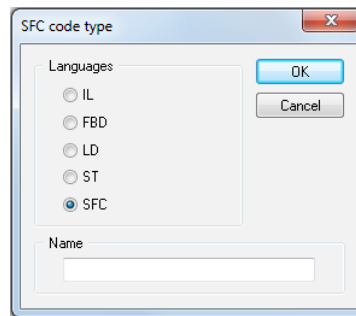 SFC code type
Languages
OK
IL
Cancel
FBD
LD
ST
SFC
Name